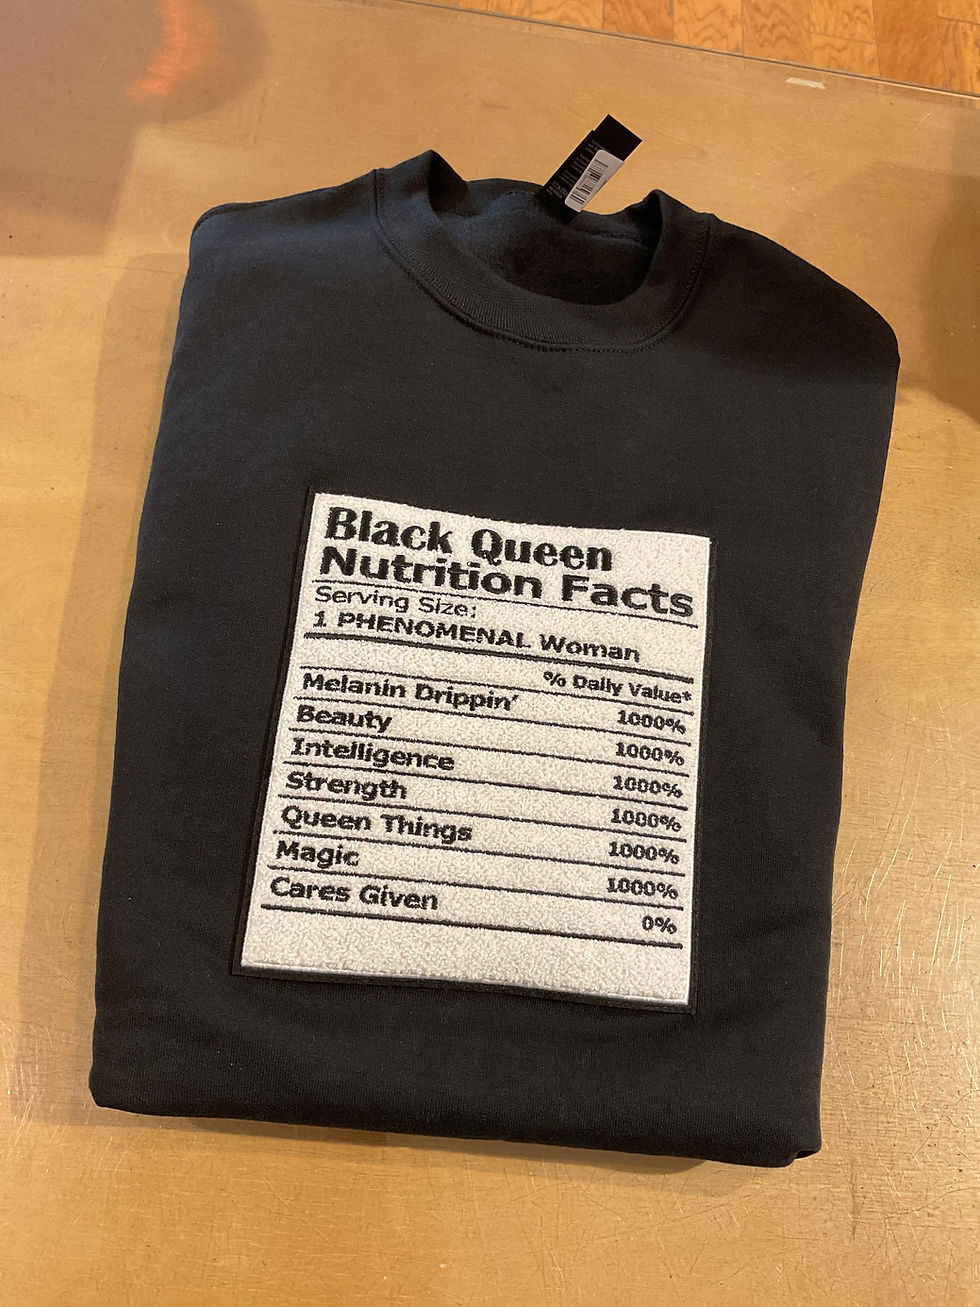 Black Queen
Nutrition Facts
Serving Size:
1 PHENOMENAL Woman
% Daily Value*
Melanin Drippin' 1000%
Beauty 1000%
Intelligence 1000%
Strength 1000%
Queen Things 1000%
Magic 1000%
Cares Given 0%